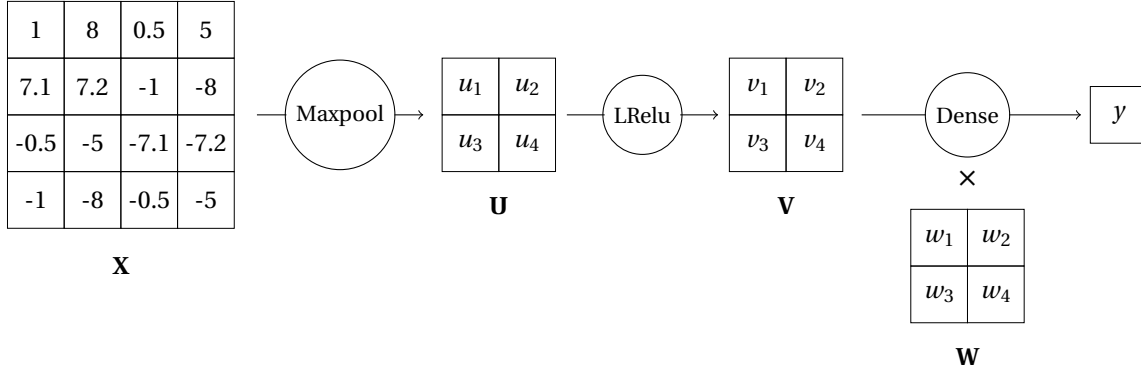 1 8 0.5 5
7.1 7.2 -1 -8
-0.5 -5 -7.1 -7.2
-1 -8 -0.5 -5
X
Maxpool
u1 u2
u3 u4
U
LRelu
v1 v2
v3 v4
V
Dense
×
w1 w2
w3 w4
W
y